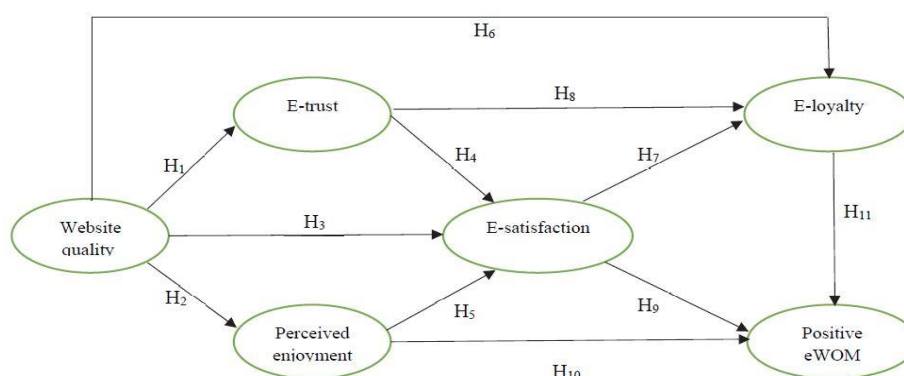 H6
E-trust
H8
E-loyalty
H1
H4
H7
Website
quality
H3
E-satisfaction
H11
H2
H5
H9
Perceived
enjoyment
Positive
eWOM
H10